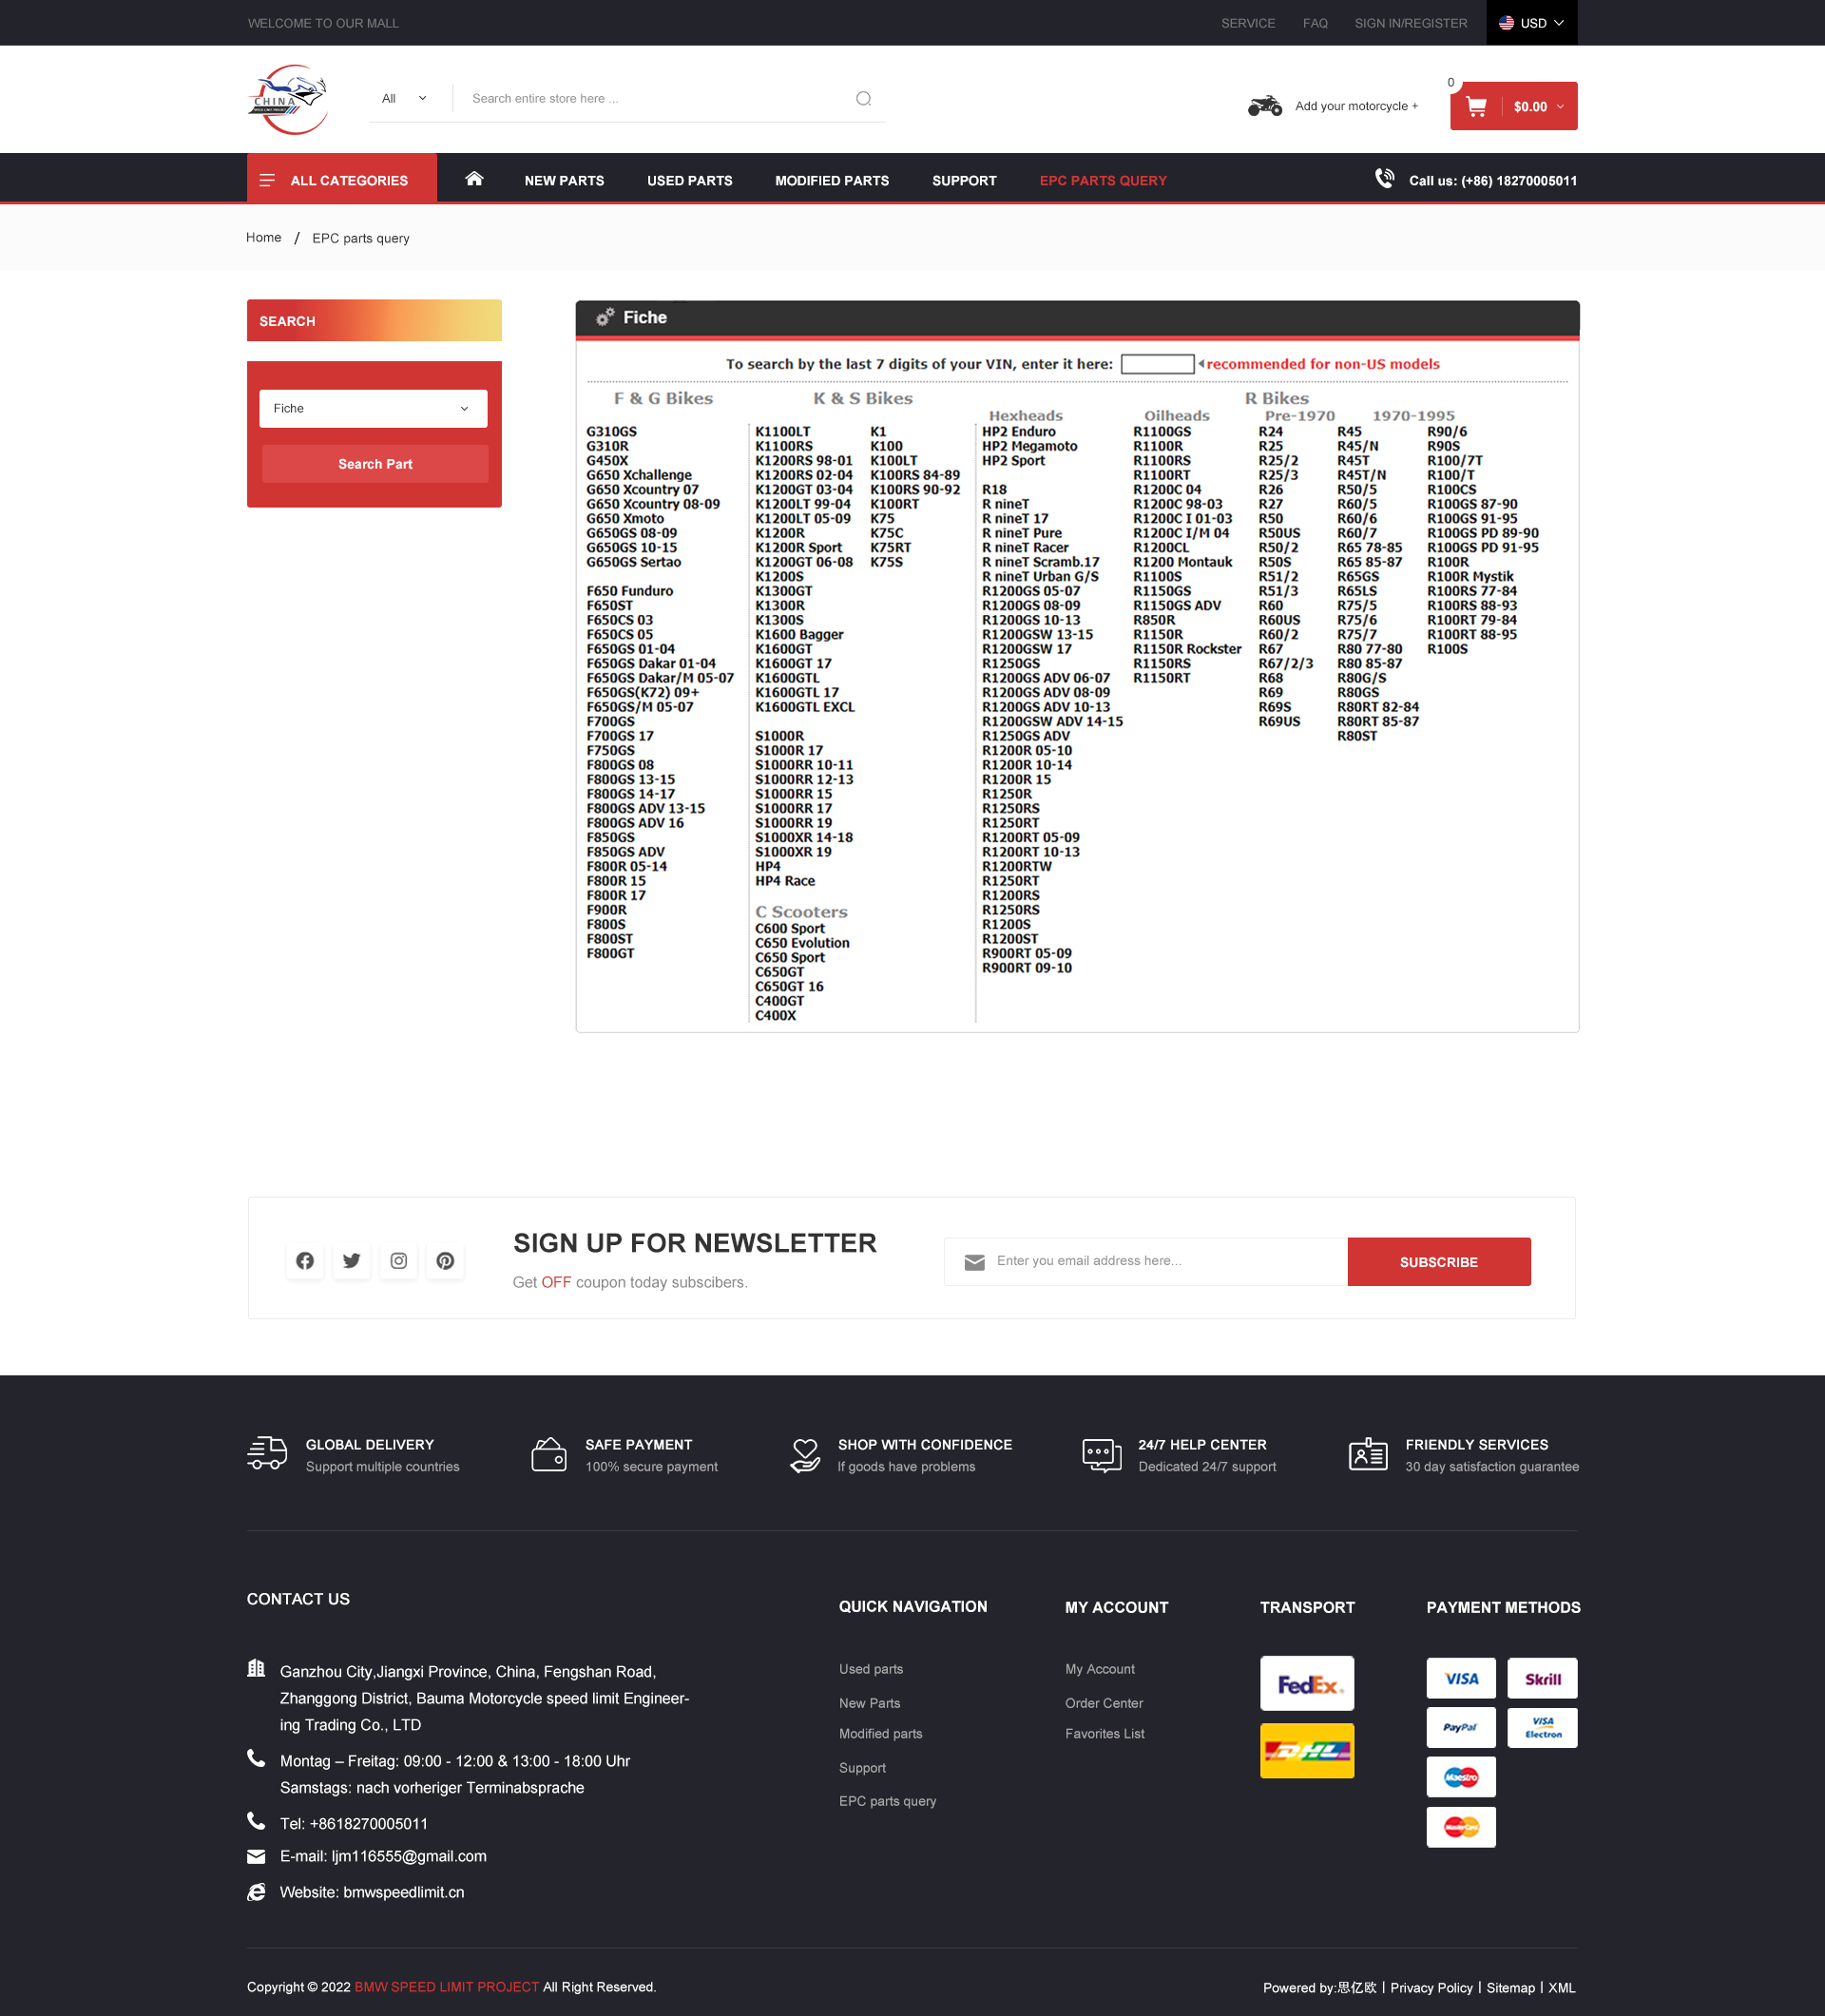 WELCOME TO OUR MALL
SERVICE FAQ SIGN IN/REGISTER USD
CHINA
All Search entire store here ...
Add your motorcycle +
0
$0.00
ALL CATEGORIES NEW PARTS USED PARTS MODIFIED PARTS SUPPORT EPC PARTS QUERY Call us: (+86) 18270005011
Home / EPC parts query
SEARCH
Fiche
Search Part
Fiche
To search by the last 7 digits of your VIN, enter it here: recommended for non-US models
F & G Bikes
G310GS
G310R
G450X
G650 Xchallenge
G650 Xcountry 07
G650 Xcountry 08-09
G650 Xmoto
G650GS 08-09
G650GS 10-15
G650GS Sertao
F650 Funduro
F650ST
F650CS 03
F650CS 05
F650GS 01-04
F650GS Dakar 01-04
F650GS Dakar/M 05-07
F650GS(K72) 09+
F650GS/M 05-07
F700GS
F700GS 17
F750GS
F800GS 08
F800GS 13-15
F800GS 14-17
F800GS ADV 13-15
F800GS ADV 16
F850GS
F850GS ADV
F800R 05-14
F800R 15
F800R 17
F900R
F800S
F800ST
F800GT
K & S Bikes
K1100LT
K1100RS
K1200RS 98-01
K1200RS 02-04
K1200GT 03-04
K1200LT 99-04
K1200LT 05-09
K1200R
K1200R Sport
K1200GT 06-08
K1200S
K1300GT
K1300R
K1300S
K1600 Bagger
K1600GT
K1600GT 17
K1600GTL
K1600GTL 17
K1600GTL EXCL
S1000R
S1000R 17
S1000RR 10-11
S1000RR 12-13
S1000RR 15
S1000RR 17
S1000RR 19
S1000XR 14-18
S1000XR 19
HP4
HP4 Race
C Scooters
C600 Sport
C650 Evolution
C650 Sport
C650GT
C650GT 16
C400GT
C400X
K1
K100
K100LT
K100RS 84-89
K100RS 90-92
K100RT
K75
K75C
K75RT
K75S
R Bikes
Hexheads
HP2 Enduro
HP2 Megamoto
HP2 Sport
R18
R nineT
R nineT 17
R nineT Pure
R nineT Racer
R nineT Scramb.17
R nineT Urban G/S
R1200GS 05-07
R1200GS 08-09
R1200GS 10-13
R1200GSW 13-15
R1200GSW 17
R1250GS
R1200GS ADV 06-07
R1200GS ADV 08-09
R1200GS ADV 10-13
R1200GSW ADV 14-15
R1250GS ADV
R1200R 05-10
R1200R 10-14
R1200R 15
R1250R
R1250RS
R1250RT
R1200RT 05-09
R1200RT 10-13
R1200RTW
R1250RT
R1200RS
R1250RS
R1200S
R1200ST
R900RT 05-09
R900RT 09-10
Oilheads
R1100GS
R1100R
R1100RS
R1100RT
R1200C 04
R1200C 98-03
R1200C I 01-03
R1200C I/M 04
R1200CL
R1200 Montauk
R1100S
R1150GS
R1150GS ADV
R850R
R1150R
R1150R Rockster
R1150RS
R1150RT
Pre-1970
R24
R25
R25/2
R25/3
R26
R27
R50
R50US
R50/2
R50S
R51/2
R51/3
R60
R60US
R60/2
R67
R67/2/3
R68
R69
R69S
R69US
1970-1995
R45
R45/N
R45T
R45T/N
R50/5
R60/5
R60/6
R60/7
R65 78-85
R65 85-87
R65GS
R65LS
R75/5
R75/6
R75/7
R80 77-80
R80 85-87
R80G/S
R80GS
R80RT 82-84
R80RT 85-87
R80ST
R90/6
R90S
R100/7T
R100/T
R100CS
R100GS 87-90
R100GS 91-95
R100GS PD 89-90
R100GS PD 91-95
R100R
R100R Mystik
R100RS 77-84
R100RS 88-93
R100RT 79-84
R100RT 88-95
R100S
SIGN UP FOR NEWSLETTER
Get OFF coupon today subscibers.
Enter you email address here...
SUBSCRIBE
GLOBAL DELIVERY
Support multiple countries
SAFE PAYMENT
100% secure payment
SHOP WITH CONFIDENCE
If goods have problems
24/7 HELP CENTER
Dedicated 24/7 support
FRIENDLY SERVICES
30 day satisfaction guarantee
CONTACT US
Ganzhou City,Jiangxi Province, China, Fengshan Road,
Zhanggong District, Bauma Motorcycle speed limit Engineer-
ing Trading Co., LTD
Montag – Freitag: 09:00 - 12:00 & 13:00 - 18:00 Uhr
Samstags: nach vorheriger Terminabsprache
Tel: +8618270005011
E-mail: ljm116555@gmail.com
Website: bmwspeedlimit.cn
QUICK NAVIGATION
Used parts
New Parts
Modified parts
Support
EPC parts query
MY ACCOUNT
My Account
Order Center
Favorites List
TRANSPORT
FedEx
DHL
PAYMENT METHODS
VISA
Skrill
PayPal
VISA
Electron
Maestro
MasterCard
Copyright © 2022 BMW SPEED LIMIT PROJECT All Right Reserved.
Powered by:思亿欧 | Privacy Policy | Sitemap | XML